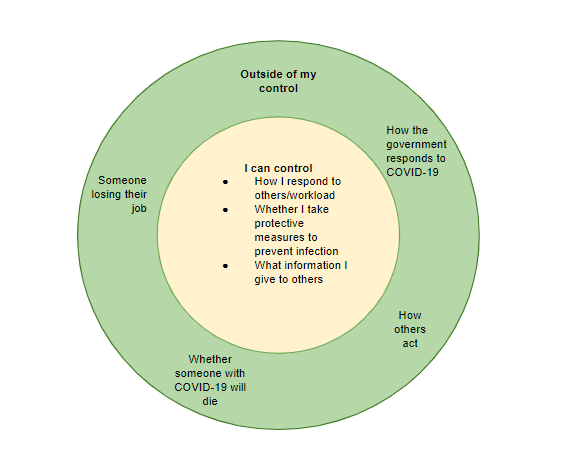 Outside of my
control
How the
government
responds to
COVID-19
I can control
● How I respond to
others/workload
● Whether I take
protective
measures to
prevent infection
● What information I
give to others
Someone
losing their
job
How
others
act
Whether
someone with
COVID-19 will
die